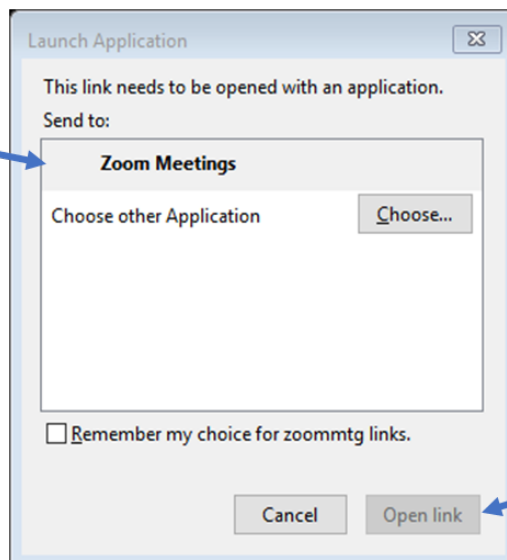 Launch Application
This link needs to be opened with an application.
Send to:
Zoom Meetings
Choose other Application
Choose...
Remember my choice for zoommtg links.
Cancel
Open link